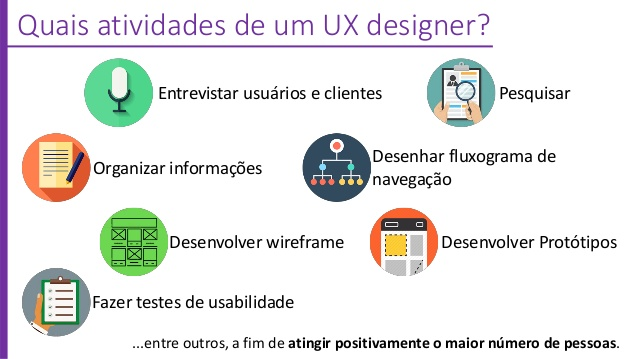 Quais atividades de um UX designer?
Entrevistar usuários e clientes
Pesquisar
Organizar informações
Desenhar fluxograma de
navegação
Desenvolver wireframe
Desenvolver Protótipos
Fazer testes de usabilidade
...entre outros, a fim de atingir positivamente o maior número de pessoas.